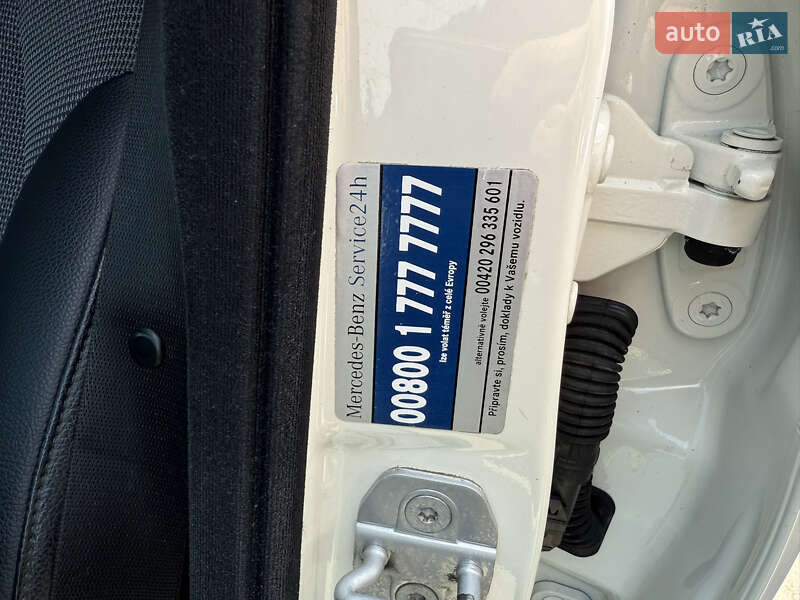 auto RIA .com
Mercedes-Benz Service24h
00800 1 777 7777
lze volat téměř z celé Evropy
alternativně volejte 00420 296 335 601
Připravte si, prosím, doklady k Vašemu vozidlu.